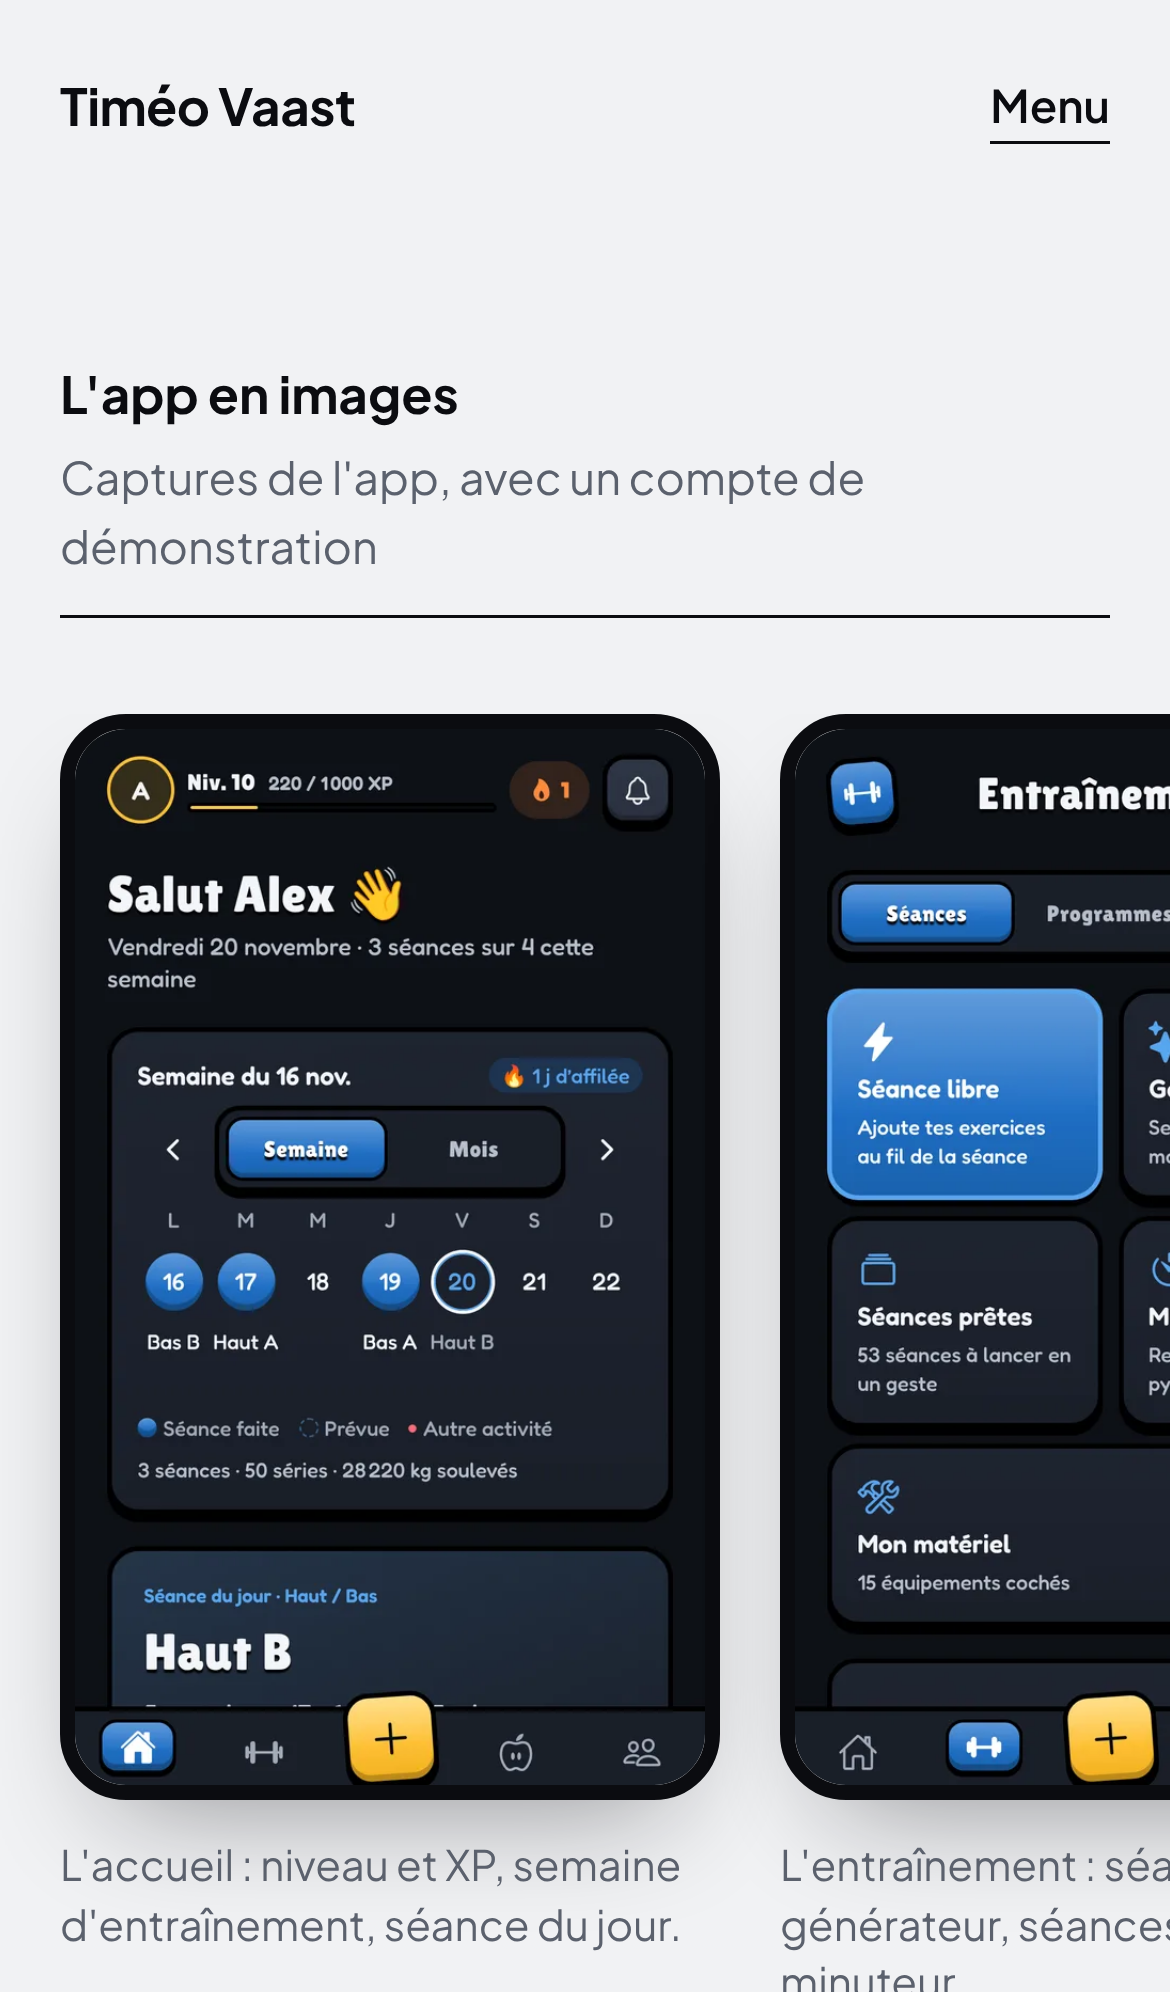 Timéo Vaast
Menu
L'app en images
Captures de l'app, avec un compte de
démonstration
A
Niv. 10 220 / 1000 XP
1
Salut Alex 👋
Vendredi 20 novembre · 3 séances sur 4 cette
semaine
Semaine du 16 nov.
🔥 1 j d'affilée
Semaine
Mois
L M M J V S D
16 17 18 19 20 21 22
Bas B Haut A Bas A Haut B
Séance faite Prévue Autre activité
3 séances · 50 séries · 28 220 kg soulevés
Séance du jour · Haut / Bas
Haut B
L'accueil : niveau et XP, semaine
d'entraînement, séance du jour.
Entraînem
Séances
Programmes
Séance libre
Ajoute tes exercices
au fil de la séance
Séances prêtes
53 séances à lancer en
un geste
Mon matériel
15 équipements cochés
L'entraînement : séa
générateur, séances
minuteur